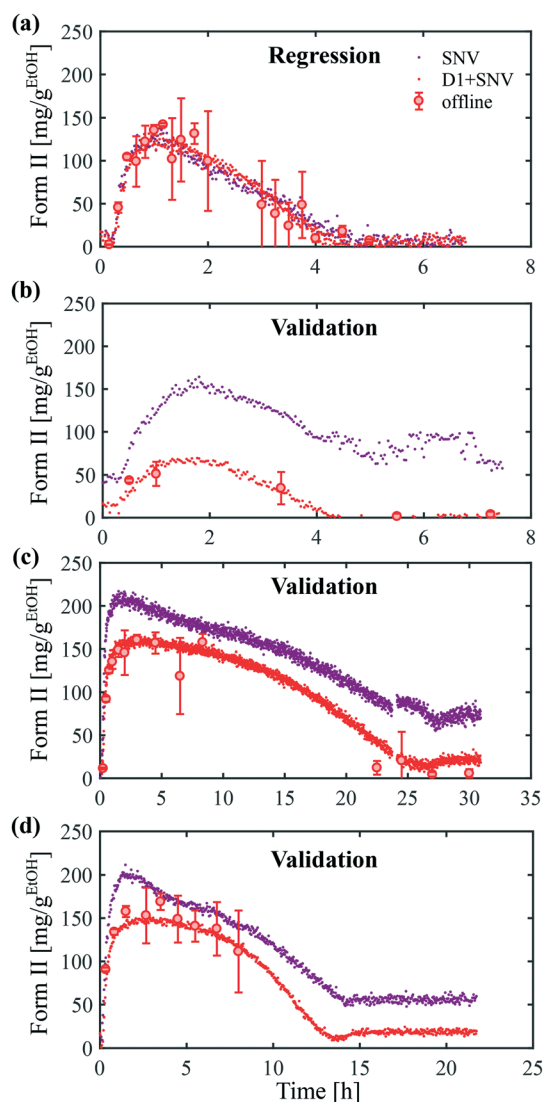 (a)
250
200
150
100
50
0
Form II [mg/g^EtOH]
Regression
SNV
D1+SNV
offline
0 2 4 6 8
(b)
250
200
150
100
50
0
Form II [mg/g^EtOH]
Validation
0 2 4 6 8
(c)
250
200
150
100
50
0
Form II [mg/g^EtOH]
Validation
0 5 10 15 20 25 30 35
(d)
250
200
150
100
50
0
Form II [mg/g^EtOH]
Validation
0 5 10 15 20 25
Time [h]